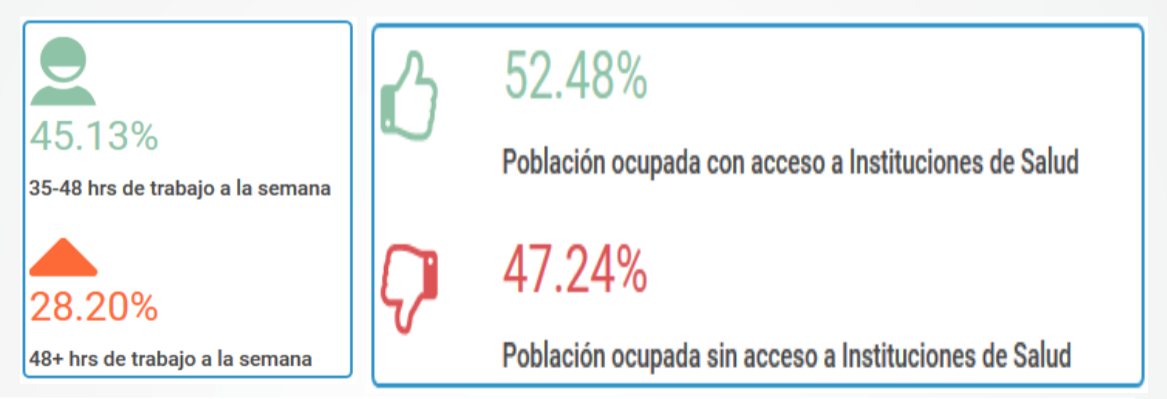 45.13%
35-48 hrs de trabajo a la semana
28.20%
48+ hrs de trabajo a la semana
52.48%
Población ocupada con acceso a Instituciones de Salud
47.24%
Población ocupada sin acceso a Instituciones de Salud